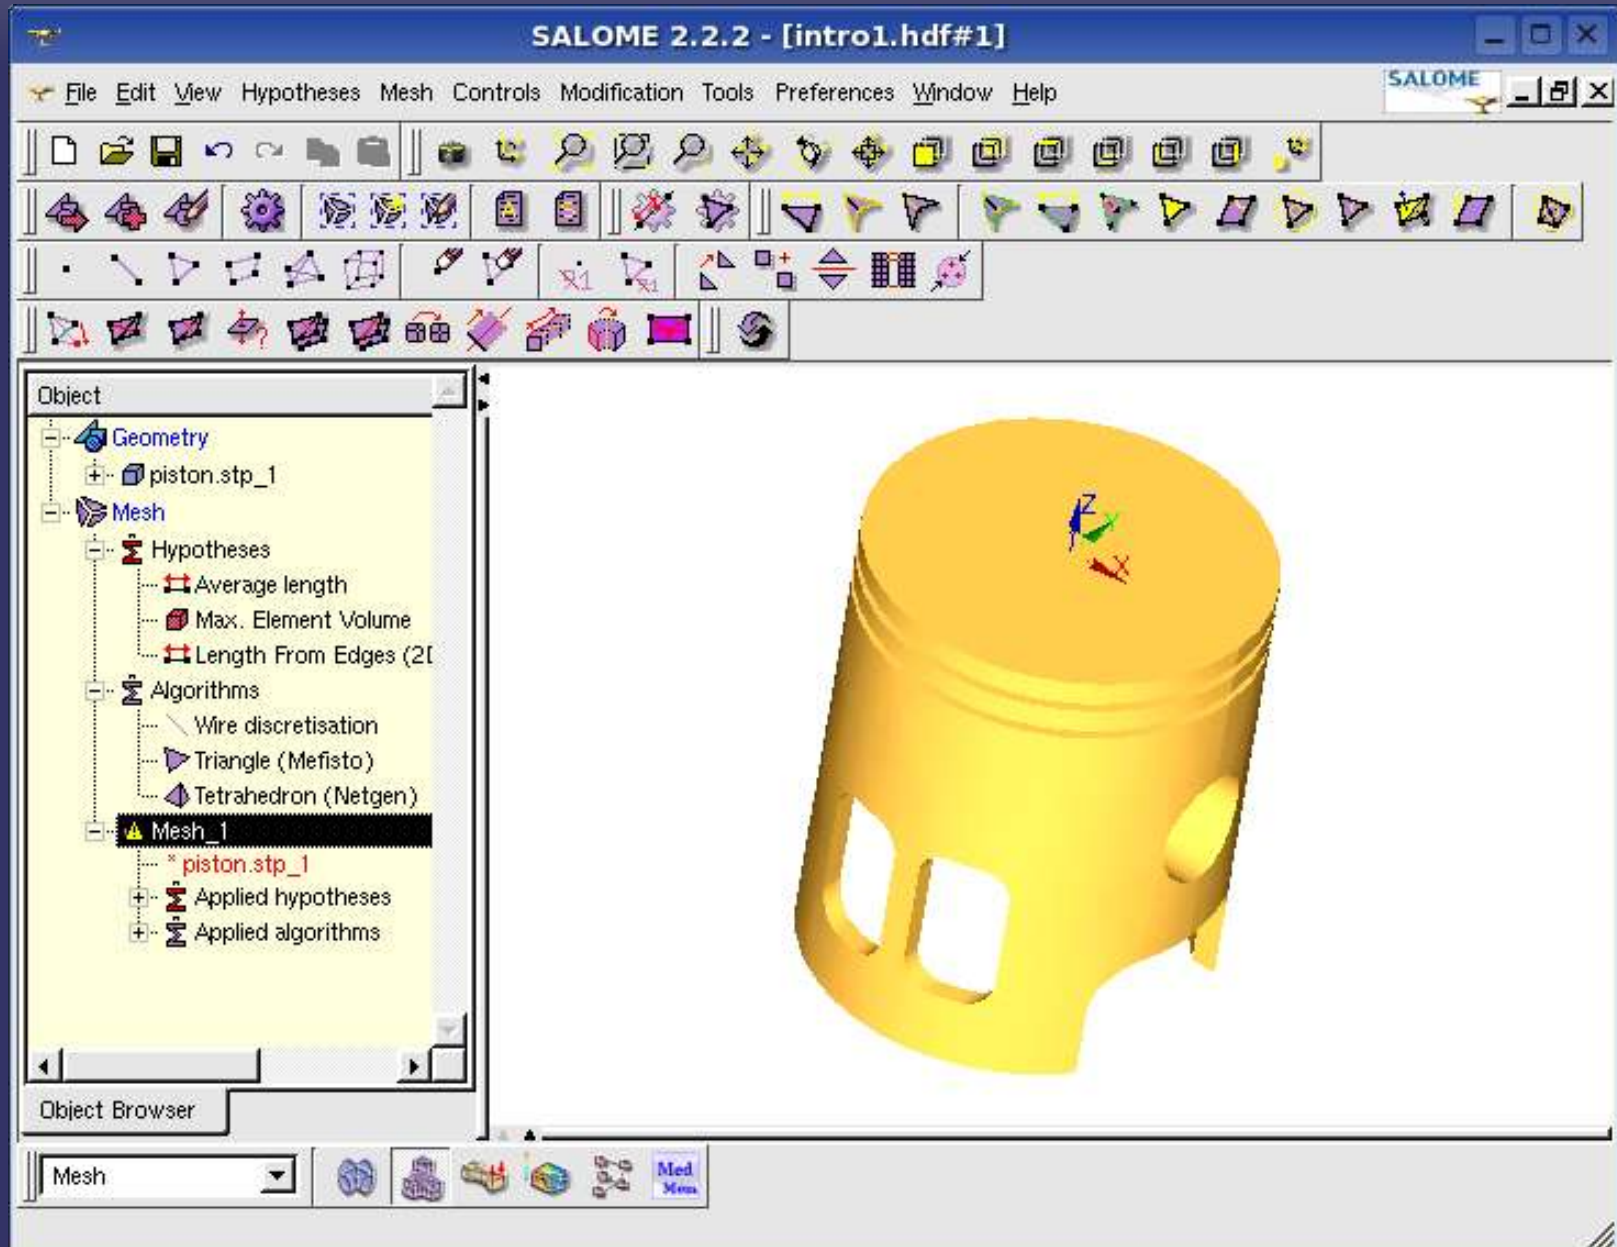 SALOME 2.2.2 - [intro1.hdf#1]
File Edit View Hypotheses Mesh Controls Modification Tools Preferences Window Help
SALOME
Object
Geometry
piston.stp_1
Mesh
Hypotheses
Average length
Max. Element Volume
Length From Edges (2D
Algorithms
Wire discretisation
Triangle (Mefisto)
Tetrahedron (Netgen)
Mesh_1
* piston.stp_1
Applied hypotheses
Applied algorithms
Z
Y
X
Object Browser
Mesh
Med
Mem